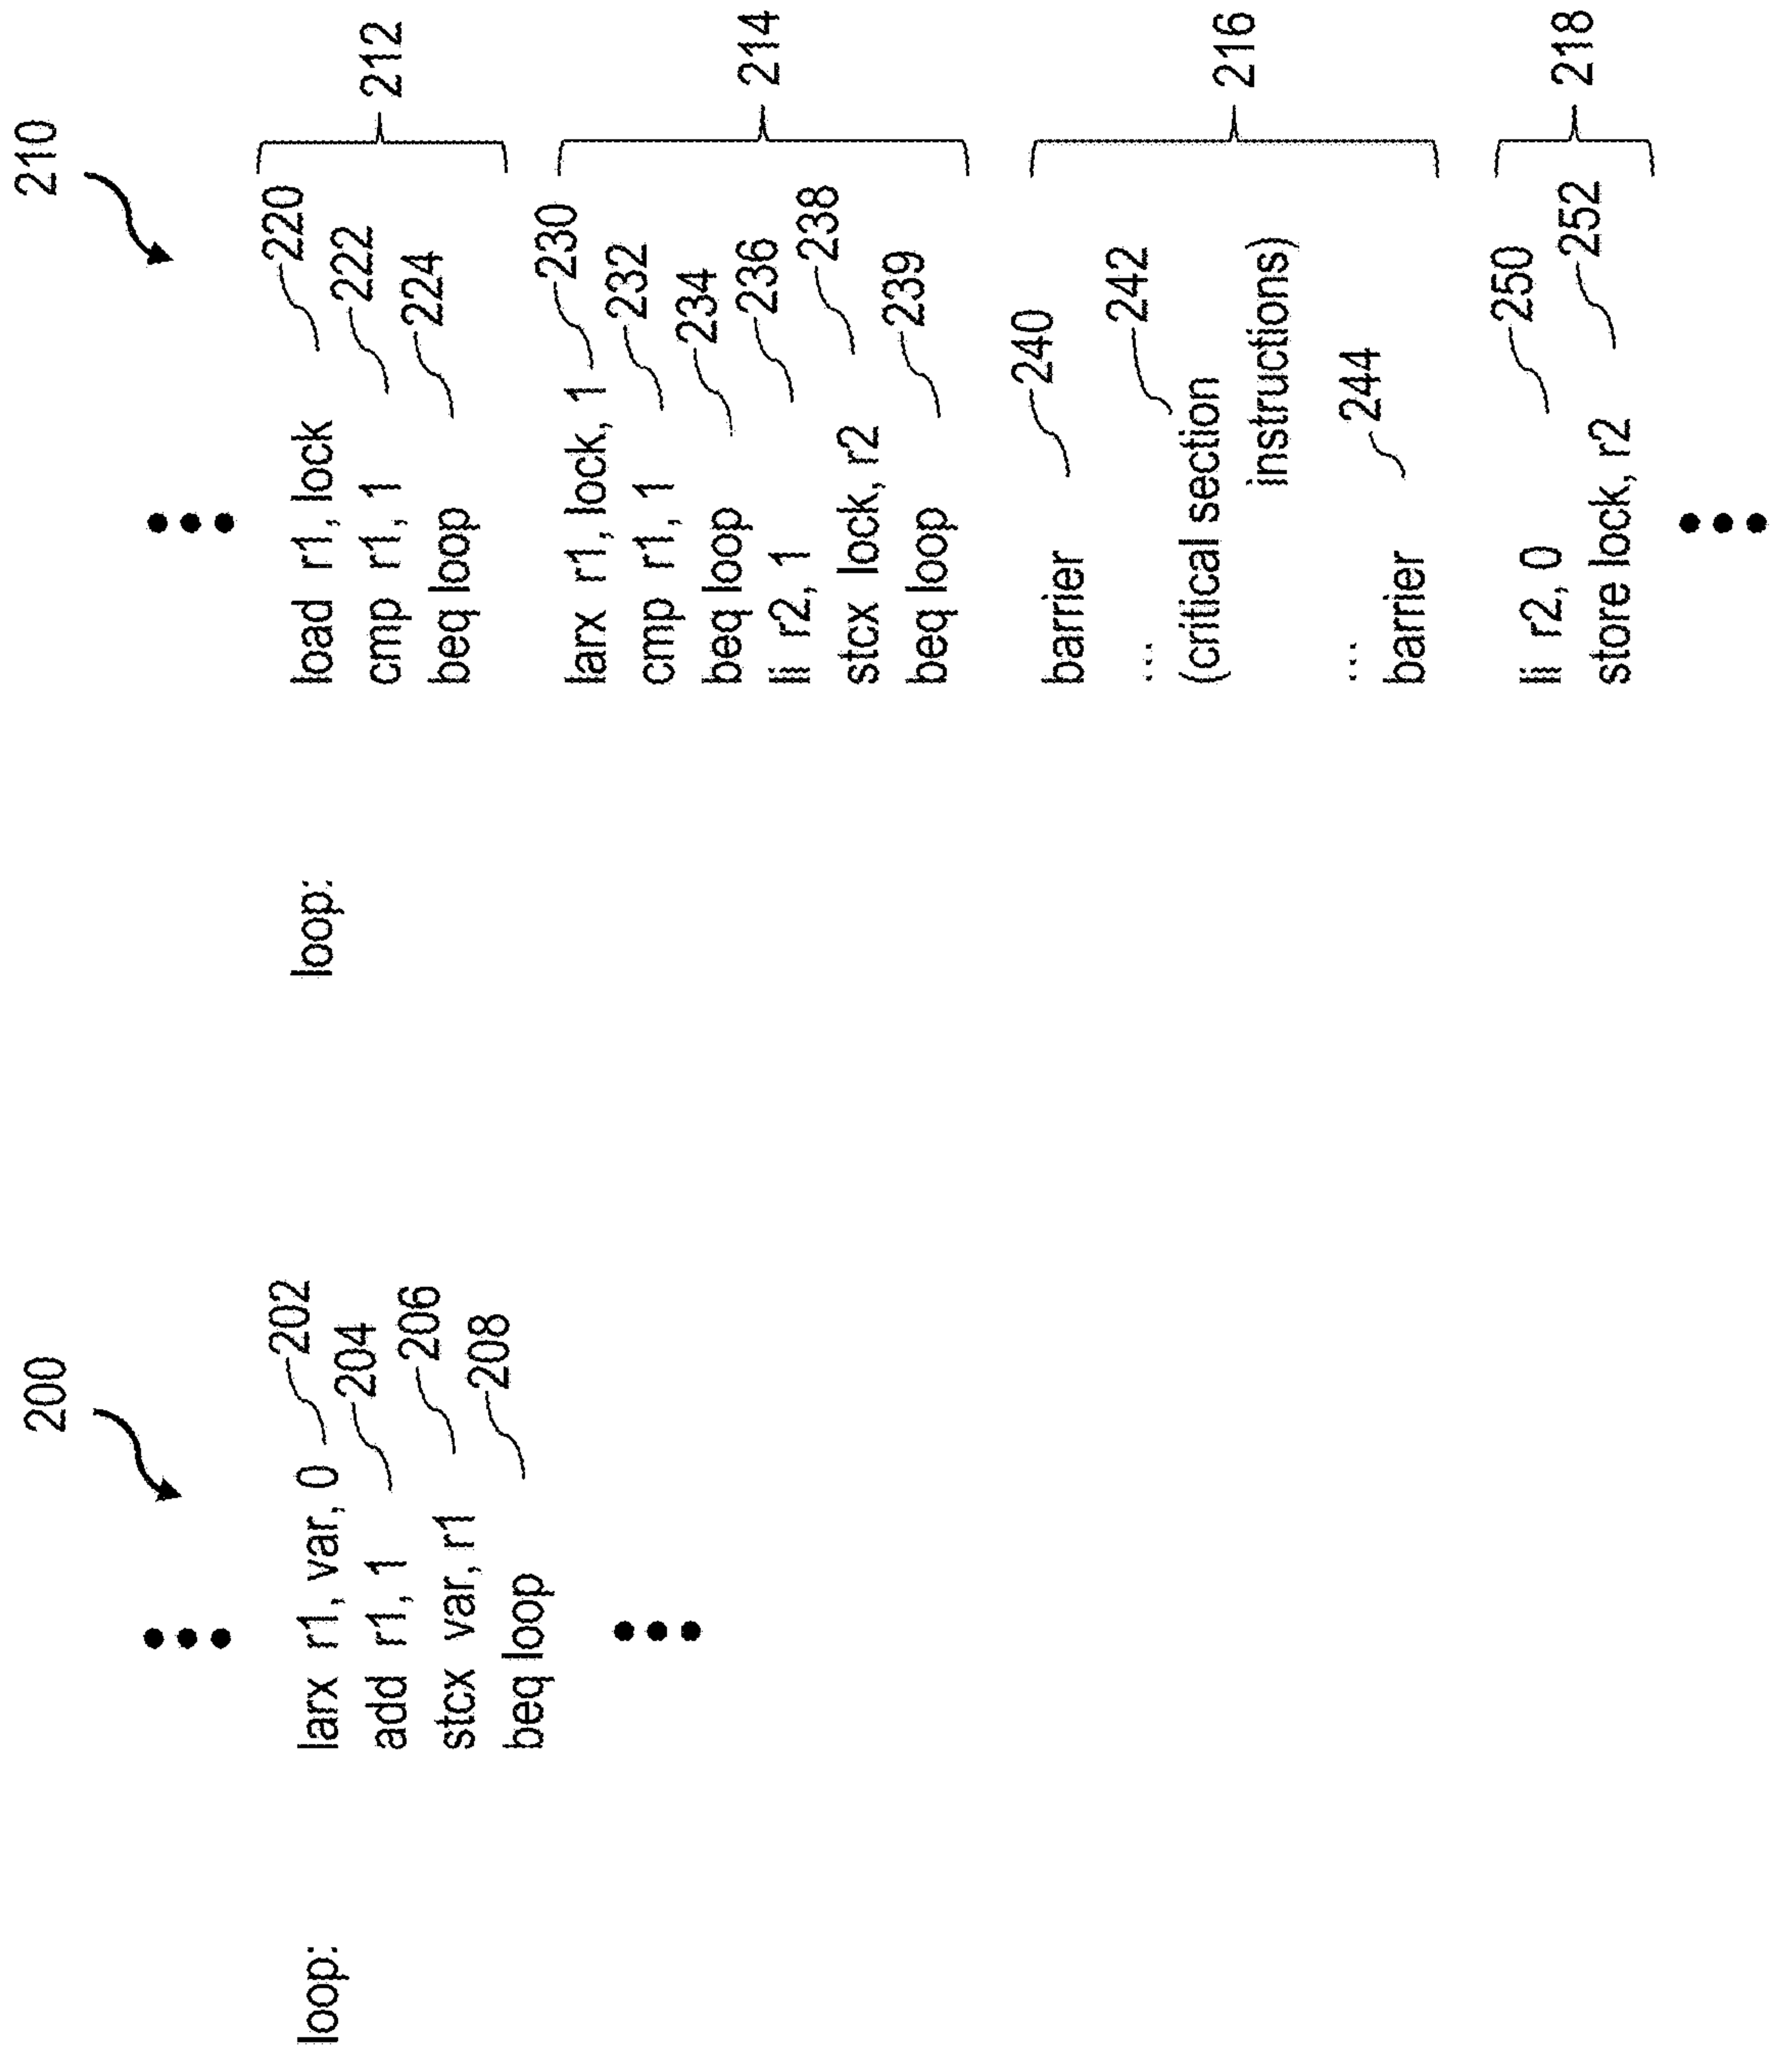 200
loop: larx r1, var, 0 202
add r1, 1 204
stcx var, r1 206
beq loop 208
210
loop: load r1, lock 220
cmp r1, 1 222
beq loop 224
212
larx r1, lock, 1 230
cmp r1, 1 232
beq loop 234
li r2, 1 236
stcx lock, r2 238
beq loop 239
214
barrier 240
...
(critical section 242
instructions)
...
barrier 244
216
li r2, 0 250
store lock, r2 252
218